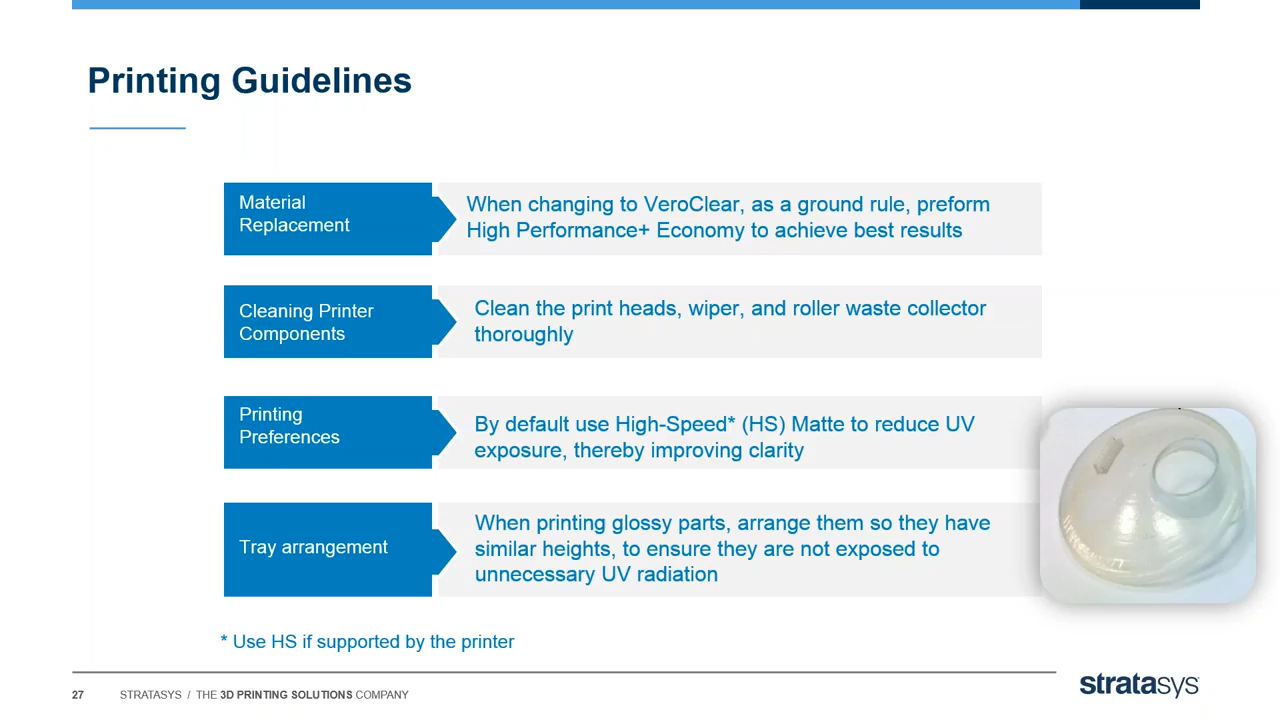 Printing Guidelines
Material
Replacement
When changing to VeroClear, as a ground rule, preform
High Performance+ Economy to achieve best results
Cleaning Printer
Components
Clean the print heads, wiper, and roller waste collector
thoroughly
Printing
Preferences
By default use High-Speed* (HS) Matte to reduce UV
exposure, thereby improving clarity
Tray arrangement
When printing glossy parts, arrange them so they have
similar heights, to ensure they are not exposed to
unnecessary UV radiation
* Use HS if supported by the printer
27 STRATASYS / THE 3D PRINTING SOLUTIONS COMPANY
stratasys